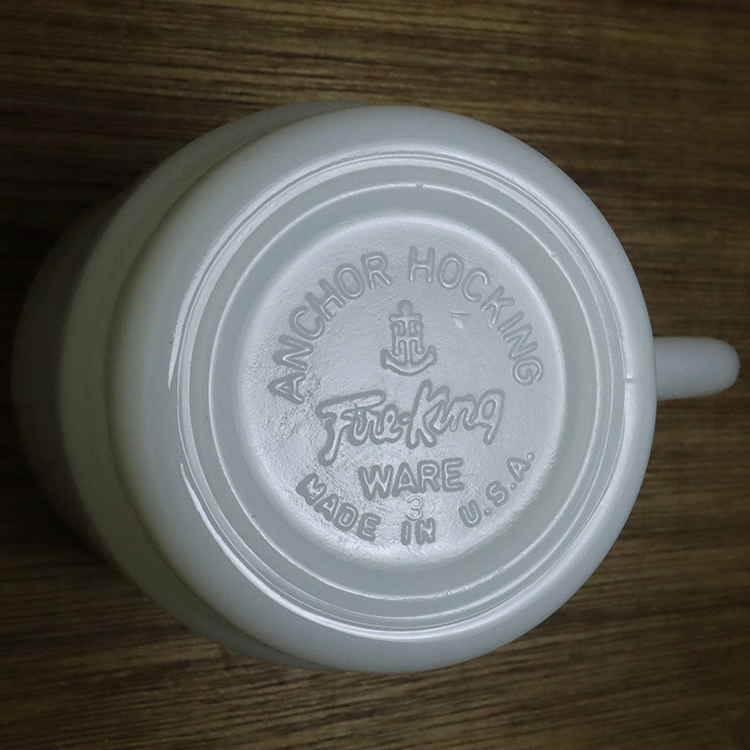 ANCHOR HOCKING
Fire-King
WARE
3
MADE IN U.S.A.